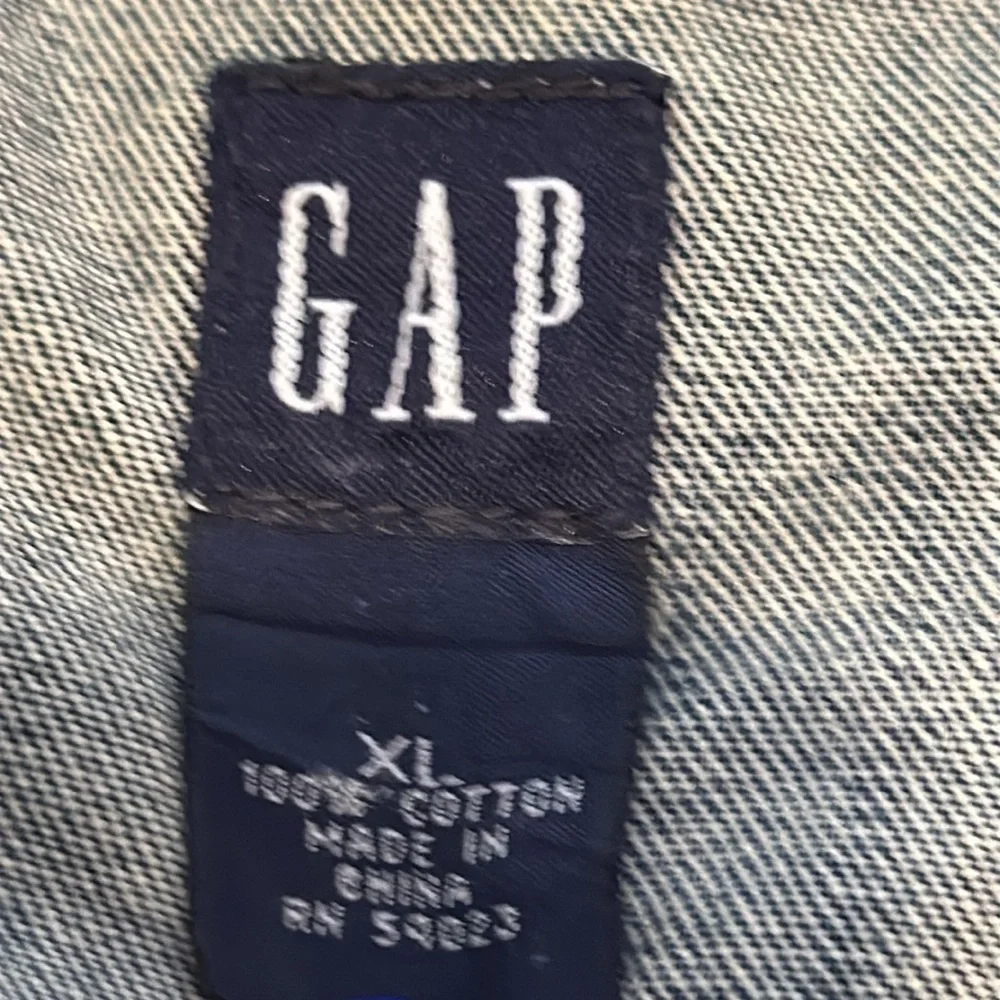 GAP
XL
100% COTTON
MADE IN
CHINA
RN 54023